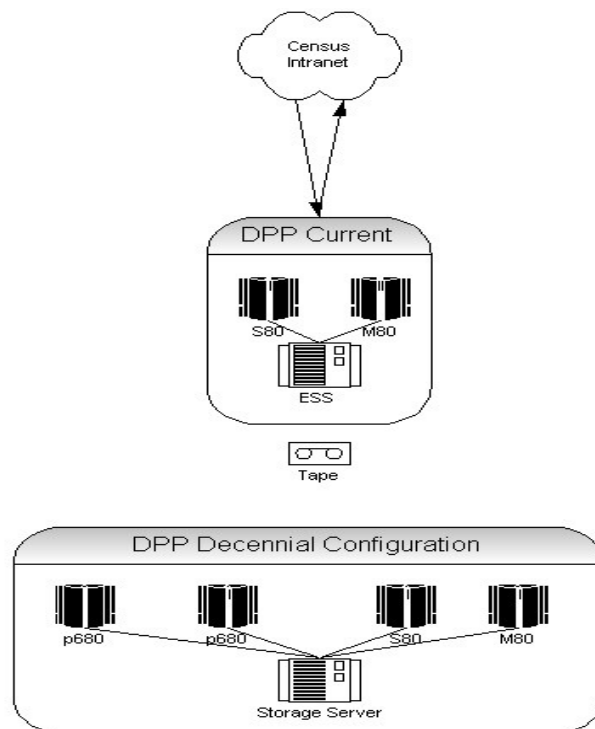 Census
Intranet
DPP Current
S80 M80
ESS
Tape
DPP Decennial Configuration
p680 p680 S80 M80
Storage Server